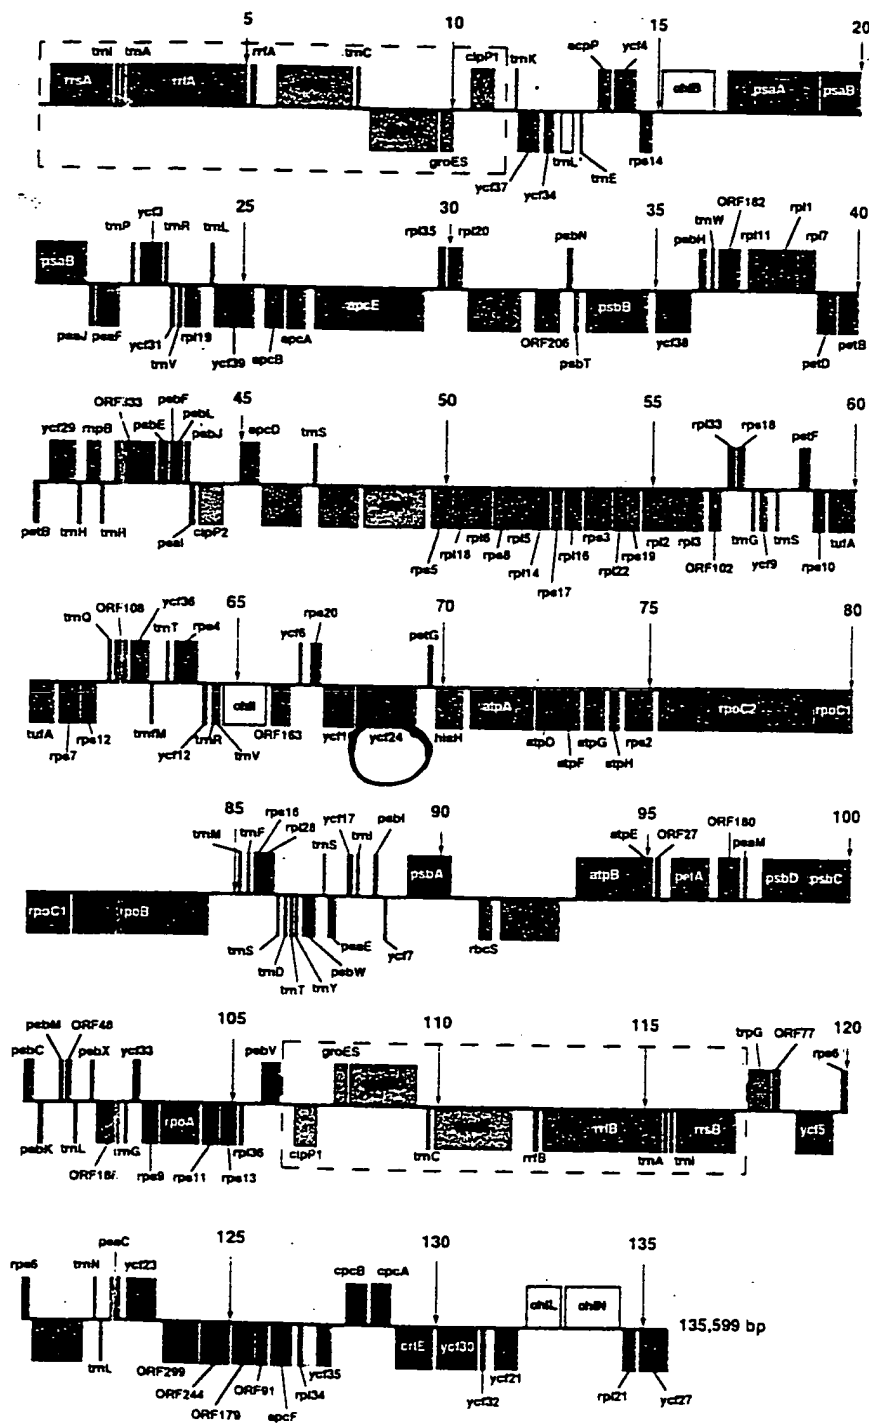 5 10 15 20
trnI trnA rrfA trnC clpP1 trnK acpP ycf4
rrsA rrlA chlB psaA psaB
groES ycf37 ycf34 trnL trnE rps14
25 30 35 40
trnP ycf3 trnR trnL rpl35 rpl20 psbN psbH trnW ORF182 rpl11 rpl1 rpl7
psaB apcE psbB
psaJ psaF ycf31 trnV rpl19 ycf39 apcB apcA ORF206 psbT ycf38 petD petB
45 50 55 60
ycf29 rnpB ORF333 psbE psbF psbL psbJ apcD trnS rpl33 rps18 petF
petB trnH trnH psaI clpP2 rps5 rpl18 rpl6 rps8 rpl5 rpl14 rps17 rpl16 rps3 rpl22 rps19 rpl2 rpl3 ORF102 trnG ycf9 trnS rps10 tufA
65 70 75 80
trnQ ORF108 ycf36 trnT rps4 ycf6 rps20 petG
chlI atpA rpoC2 rpoC1
tufA rps7 rps12 trnfM ycf12 trnR trnV ORF163 ycf16 ycf24 hisH atpD atpF atpG atpH rps2
85 90 95 100
trnM trnF rps16 rpl28 trnS ycf17 trnI psbI atpE ORF27 ORF180 psaM
psbA atpB petA psbD psbC
rpoC1 rpoB
trnS trnD trnT trnY psbW psaE ycf7 rbcS
105 110 115 120
psbC psbM ORF48 psbX ycf33 psbV groES trpG ORF77 rps6
rpoA rrlB rrsB ycf5
psbK trnL trnG rps9 rps11 rps13 rpl36 clpP1 trnC rrfB trnA trnI
125 130 135
rps6 trnN psaC ycf23 cpcB cpcA
chlL chlN 135,599 bp
crtE ycf30
trnL ORF299 ORF244 ORF179 ORF91 apcF rpl34 ycf35 ycf32 ycf21 rpl21 ycf27